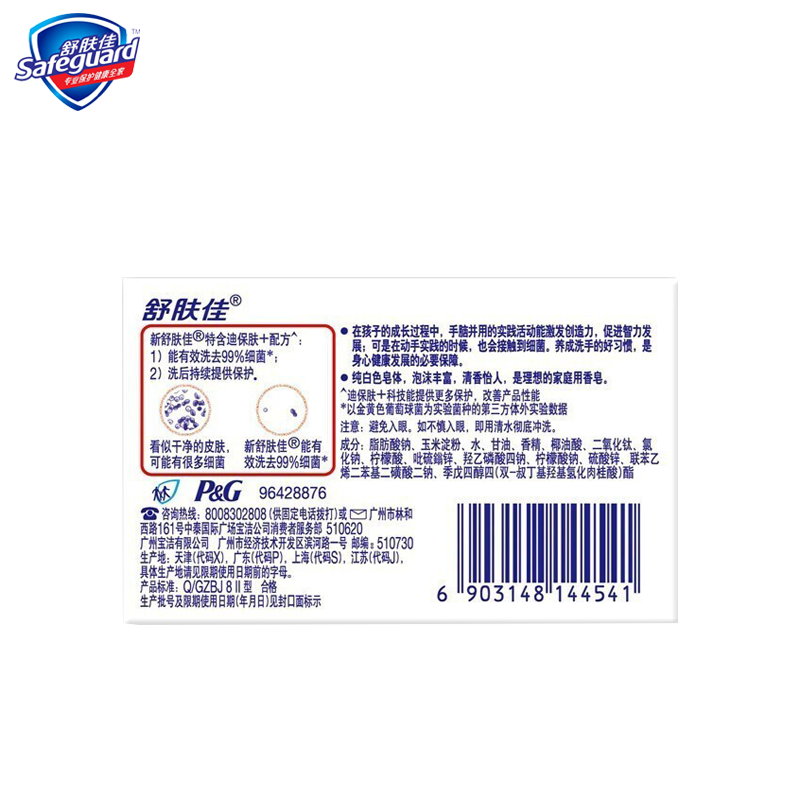 舒肤佳
Safeguard™
专业保护健康全家
舒肤佳®
新舒肤佳®特含迪保肤+配方^:
1)能有效洗去99%细菌*;
2)洗后持续提供保护。
看似干净的皮肤,
可能有很多细菌
新舒肤佳®能有
效洗去99%细菌*
● 在孩子的成长过程中,手脑并用的实践活动能激发创造力,促进智力发
展;可是在动手实践的时候,也会接触到细菌。养成洗手的好习惯,是
身心健康发展的必要保障。
● 纯白色皂体,泡沫丰富,清香怡人,是理想的家庭用香皂。
^迪保肤+科技能提供更多保护,改善产品性能
*以金黄色葡萄球菌为实验菌种的第三方体外实验数据
注意:避免入眼。如不慎入眼,即用清水彻底冲洗。
成分:脂肪酸钠、玉米淀粉、水、甘油、香精、椰油酸、二氧化钛、氯
化钠、柠檬酸、吡硫鎓锌、羟乙磷酸四钠、柠檬酸钠、硫酸锌、联苯乙
烯二苯基二磺酸二钠、季戊四醇四(双-叔丁基羟基氢化肉桂酸)酯
P&G 96428876
咨询热线:8008302808(供固定电话拨打)或 广州市林和
西路161号中泰国际广场宝洁公司消费者服务部 510620
广州宝洁有限公司 广州市经济技术开发区滨河路一号 邮编:510730
生产地:天津(代码X),广东(代码P),上海(代码S),江苏(代码J),
具体生产地请见限期使用日期前的字母。
产品标准:Q/GZBJ 8 II 型 合格
生产批号及限期使用日期(年月日)见封口面标示
6 903148 144541